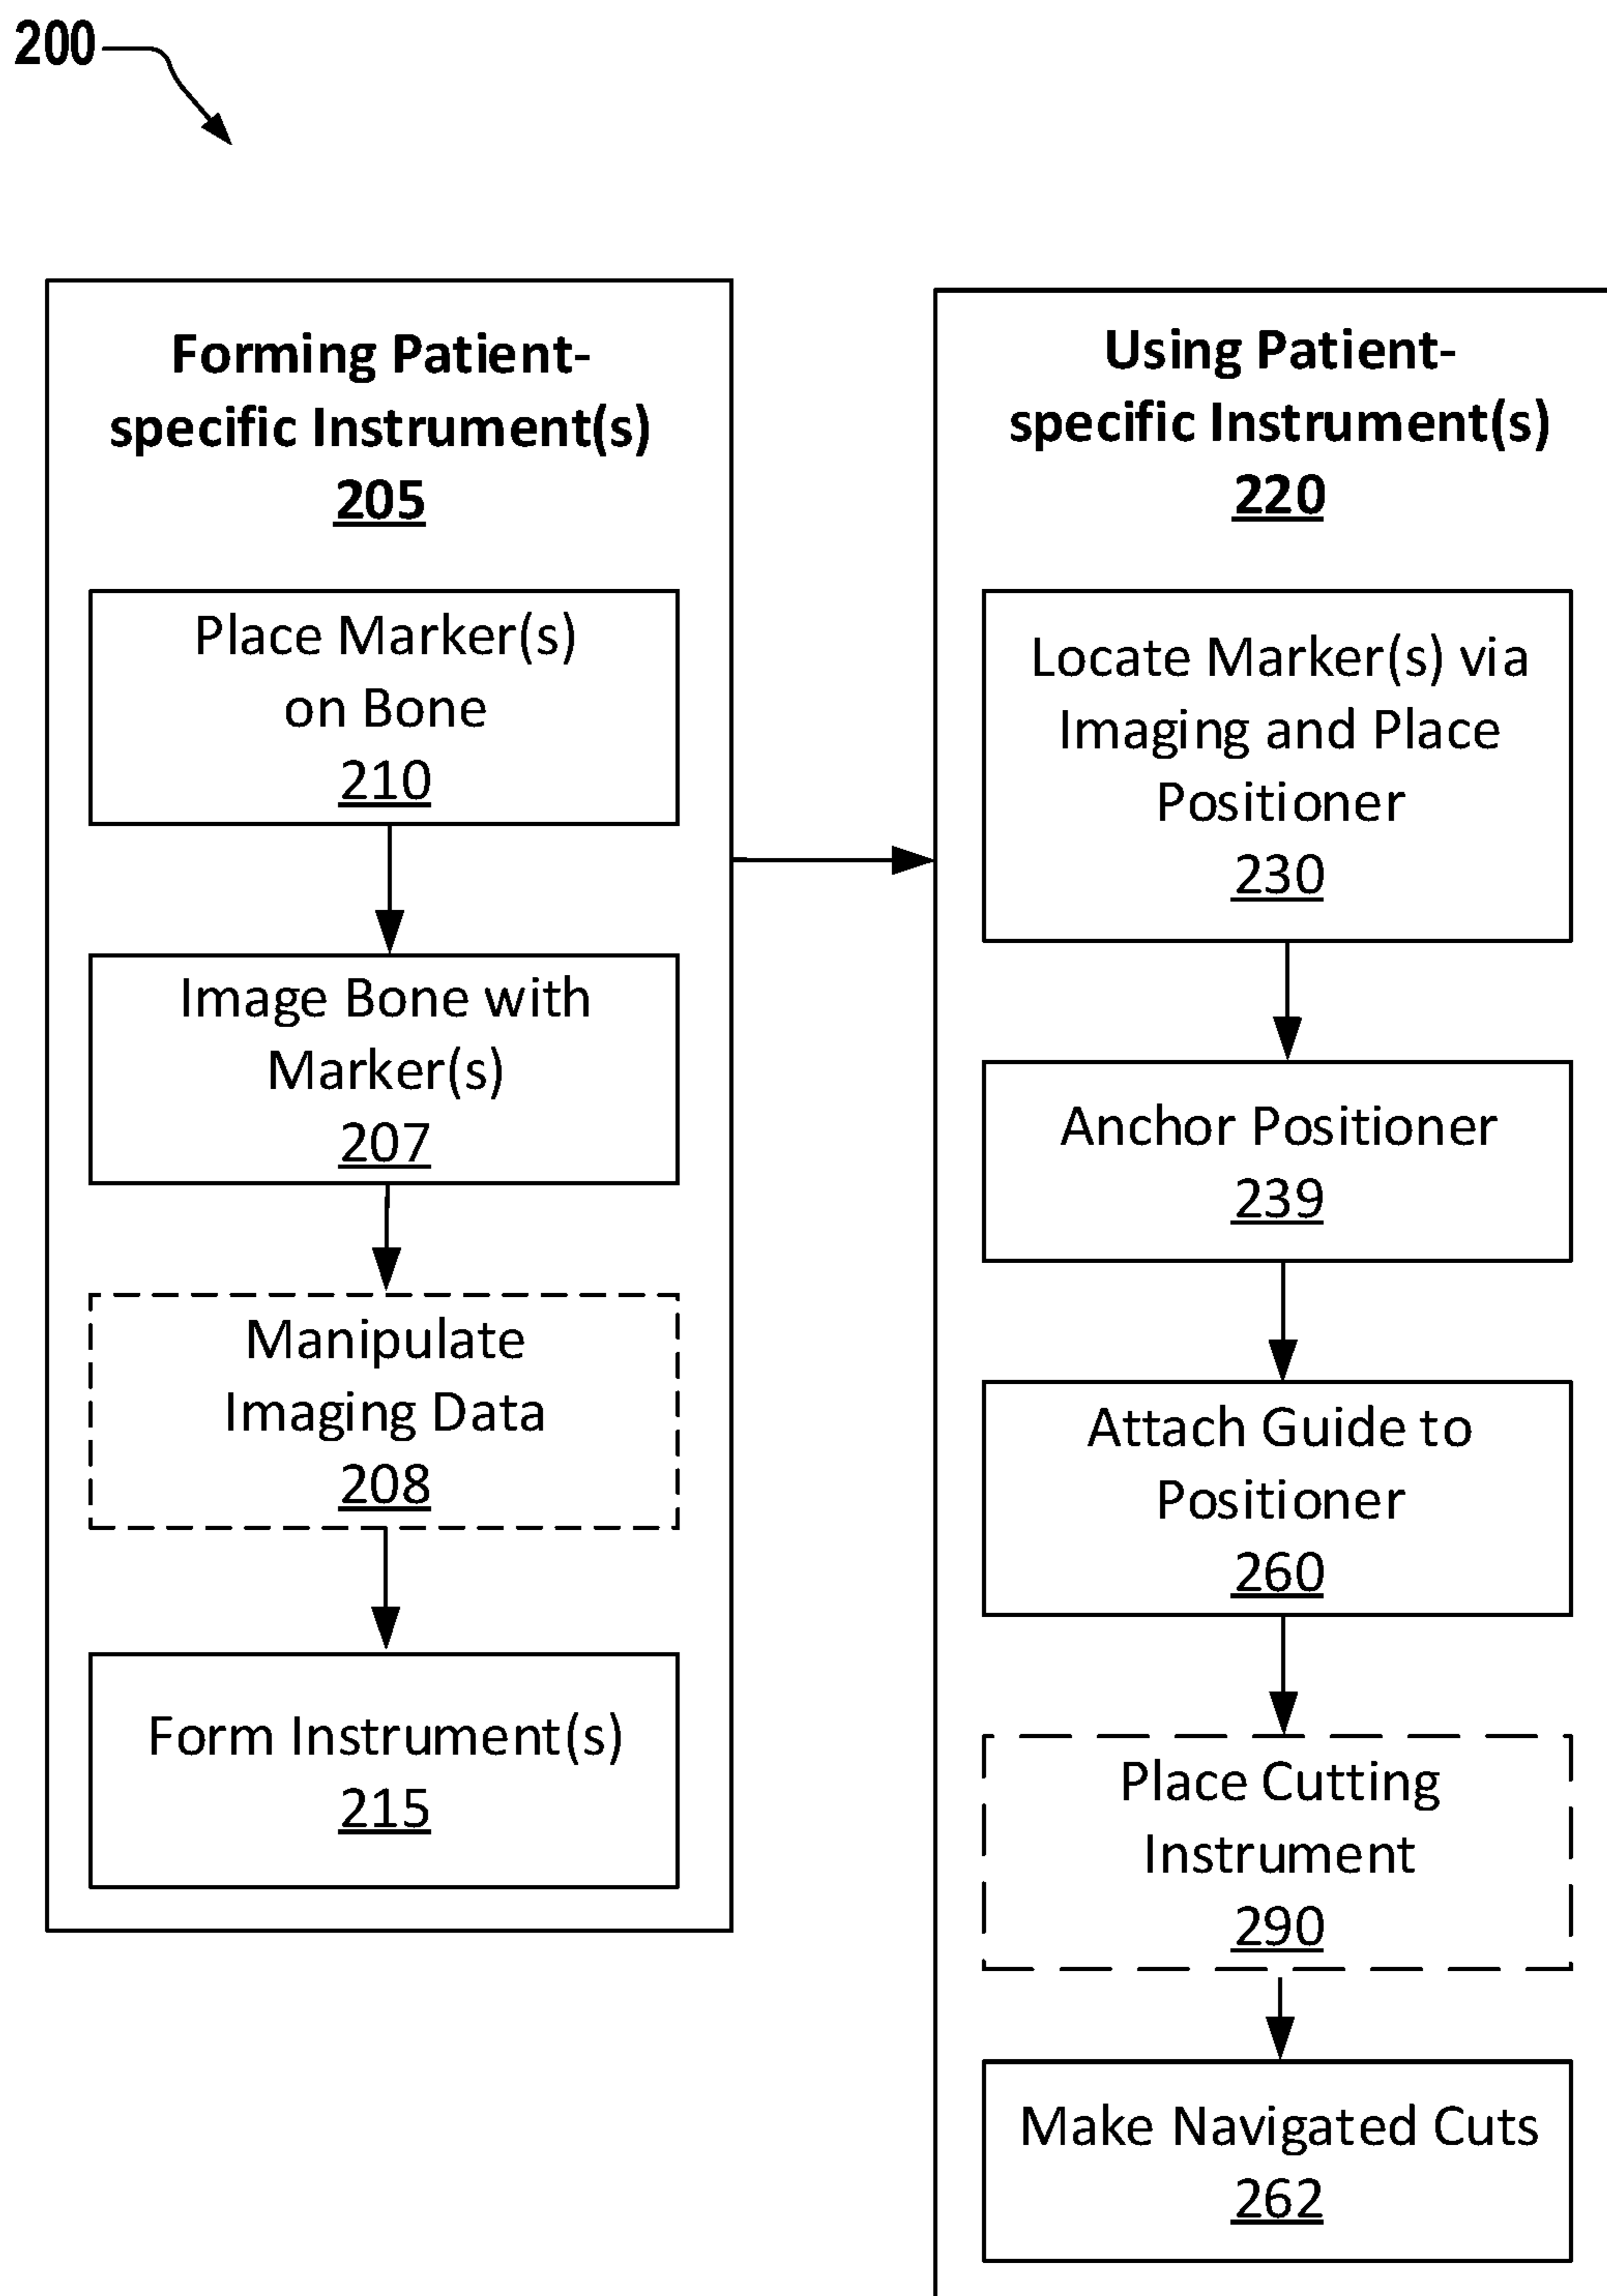 200
Forming Patient-
specific Instrument(s)
205
Place Marker(s)
on Bone
210
Image Bone with
Marker(s)
207
Manipulate
Imaging Data
208
Form Instrument(s)
215
Using Patient-
specific Instrument(s)
220
Locate Marker(s) via
Imaging and Place
Positioner
230
Anchor Positioner
239
Attach Guide to
Positioner
260
Place Cutting
Instrument
290
Make Navigated Cuts
262